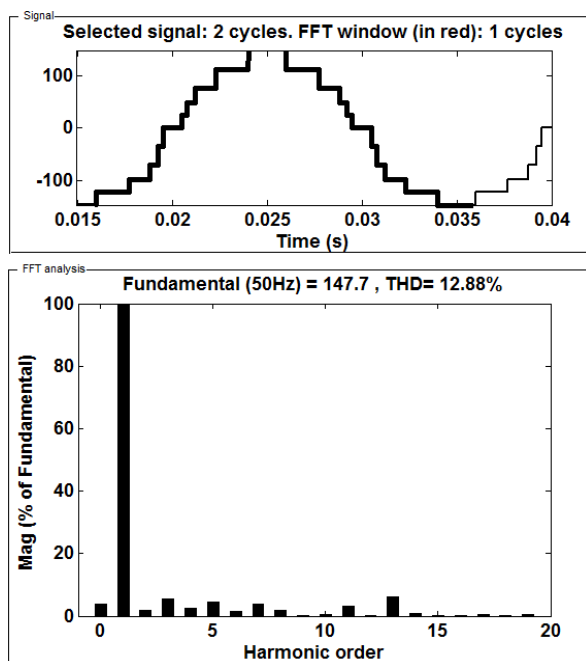 Signal
Selected signal: 2 cycles. FFT window (in red): 1 cycles
100
0
-100
0.015 0.02 0.025 0.03 0.035 0.04
Time (s)
FFT analysis
Fundamental (50Hz) = 147.7 , THD= 12.88%
Mag (% of Fundamental)
100
80
60
40
20
0
0 5 10 15 20
Harmonic order